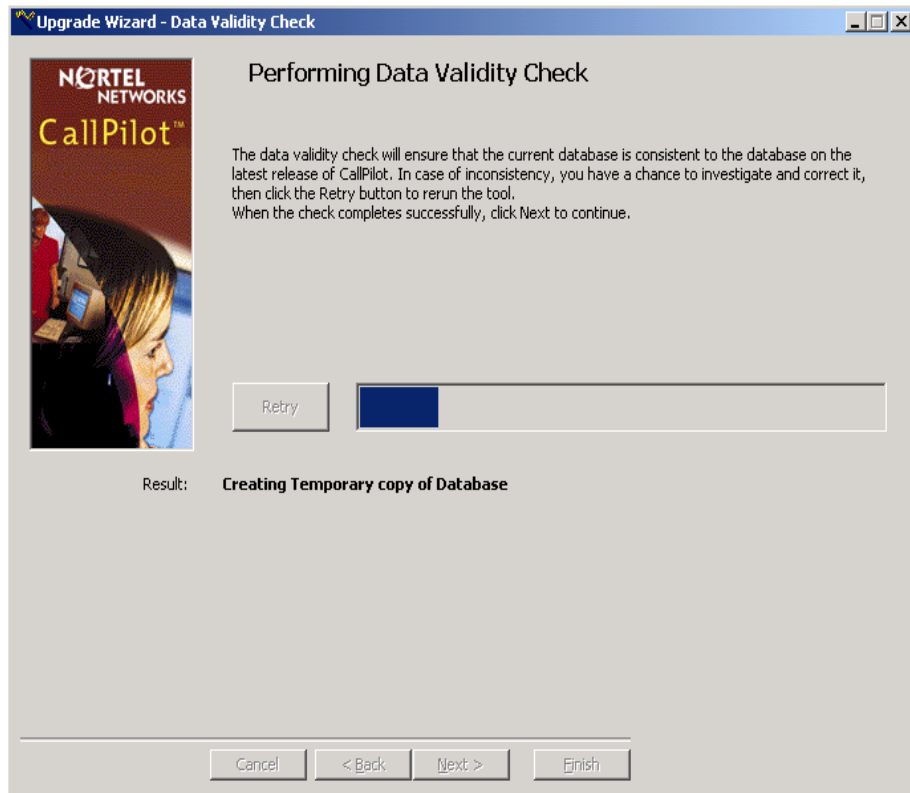 Upgrade Wizard - Data Validity Check
NORTEL
NETWORKS
CallPilot™
Performing Data Validity Check
The data validity check will ensure that the current database is consistent to the database on the
latest release of CallPilot. In case of inconsistency, you have a chance to investigate and correct it,
then click the Retry button to rerun the tool.
When the check completes successfully, click Next to continue.
Retry
Result: Creating Temporary copy of Database
Cancel < Back Next > Finish